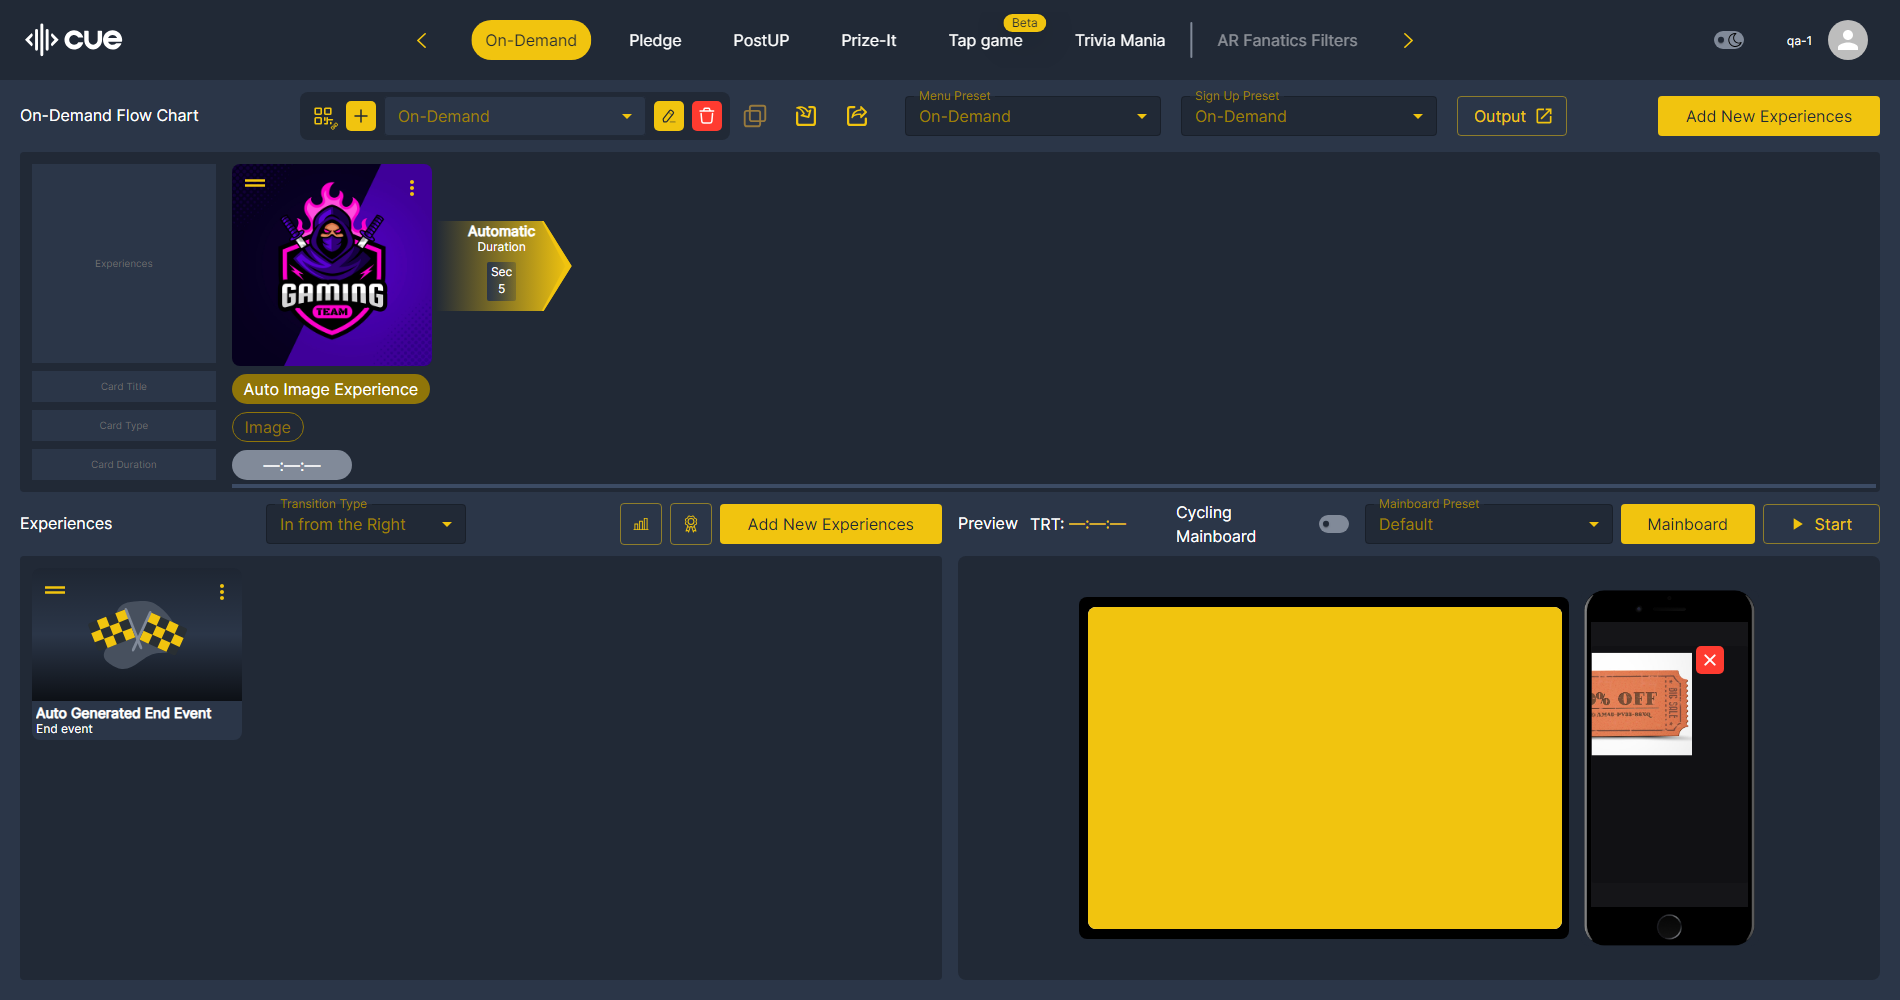 cue
On-Demand
Pledge
PostUP
Prize-It
Beta
Tap game
Trivia Mania
AR Fanatics Filters
qa-1
On-Demand Flow Chart
On-Demand
Menu Preset
On-Demand
Sign Up Preset
On-Demand
Output
Add New Experiences
Experiences
GAMING
TEAM
Automatic
Duration
Sec
5
Card Title
Auto Image Experience
Card Type
Image
Card Duration
—:—:—
Experiences
Transition Type
In from the Right
Add New Experiences
Preview
TRT: —:—:—
Cycling
Mainboard
Mainboard Preset
Default
Mainboard
Start
Auto Generated End Event
End event
% OFF
BIG SALE